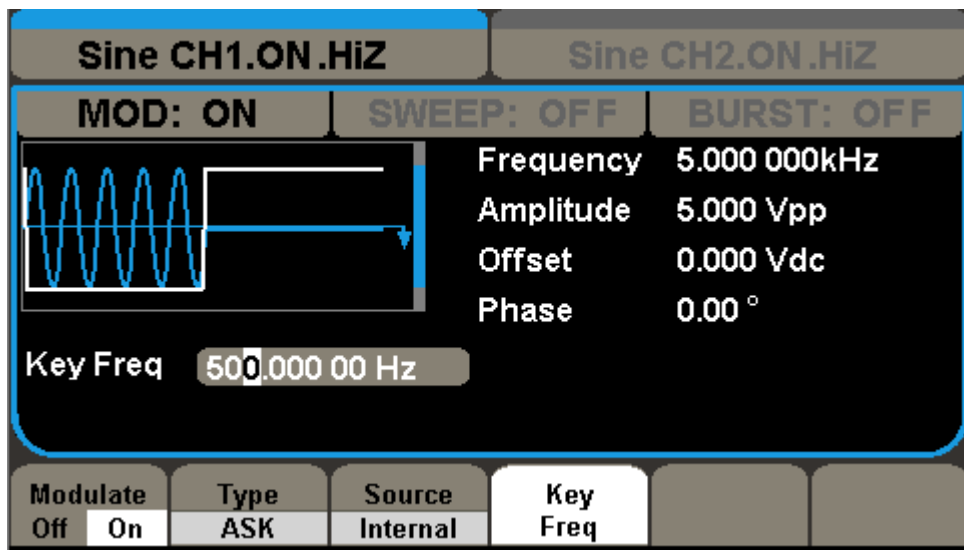 Sine CH1.ON.HiZ Sine CH2.ON.HiZ
MOD: ON SWEEP: OFF BURST: OFF
Frequency 5.000 000kHz
Amplitude 5.000 Vpp
Offset 0.000 Vdc
Phase 0.00 °
Key Freq 500.000 00 Hz
Modulate Type Source Key
Off On ASK Internal Freq